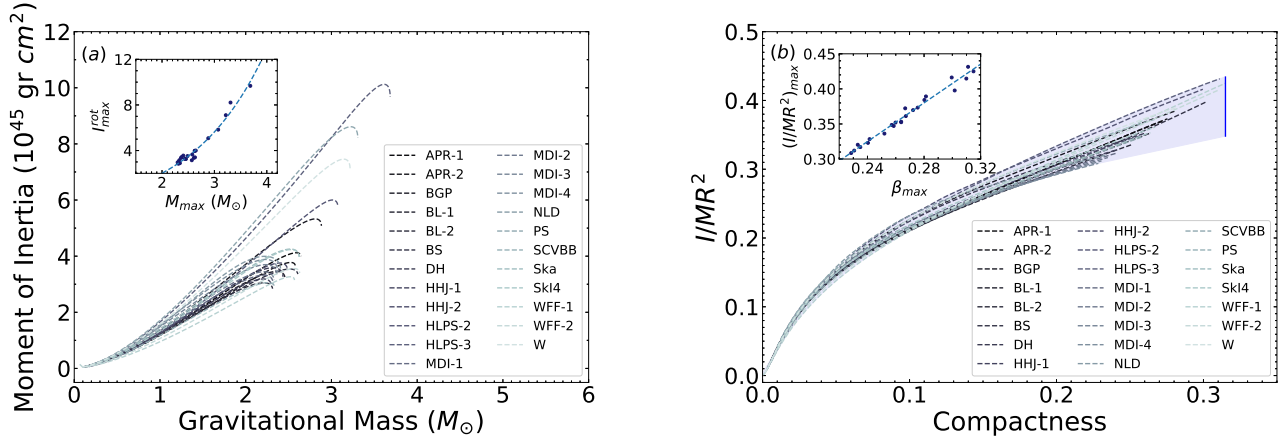 Moment of Inertia (10^45 gr cm^2)
12
10
8
6
4
2
0
(a)
I^rot_max
12
8
4
2
3
4
M_max (M_⊙)
APR-1
APR-2
BGP
BL-1
BL-2
BS
DH
HHJ-1
HHJ-2
HLPS-2
HLPS-3
MDI-1
MDI-2
MDI-3
MDI-4
NLD
PS
SCVBB
Ska
SkI4
WFF-1
WFF-2
W
0
1
2
3
4
5
6
Gravitational Mass (M_⊙)
I/MR^2
0.5
0.4
0.3
0.2
0.1
0.0
(b)
(I/MR^2)_max
0.45
0.40
0.35
0.30
0.24
0.28
0.32
β_max
APR-1
APR-2
BGP
BL-1
BL-2
BS
DH
HHJ-1
HHJ-2
HLPS-2
HLPS-3
MDI-1
MDI-2
MDI-3
MDI-4
NLD
SCVBB
PS
Ska
SkI4
WFF-1
WFF-2
W
0.0
0.1
0.2
0.3
Compactness